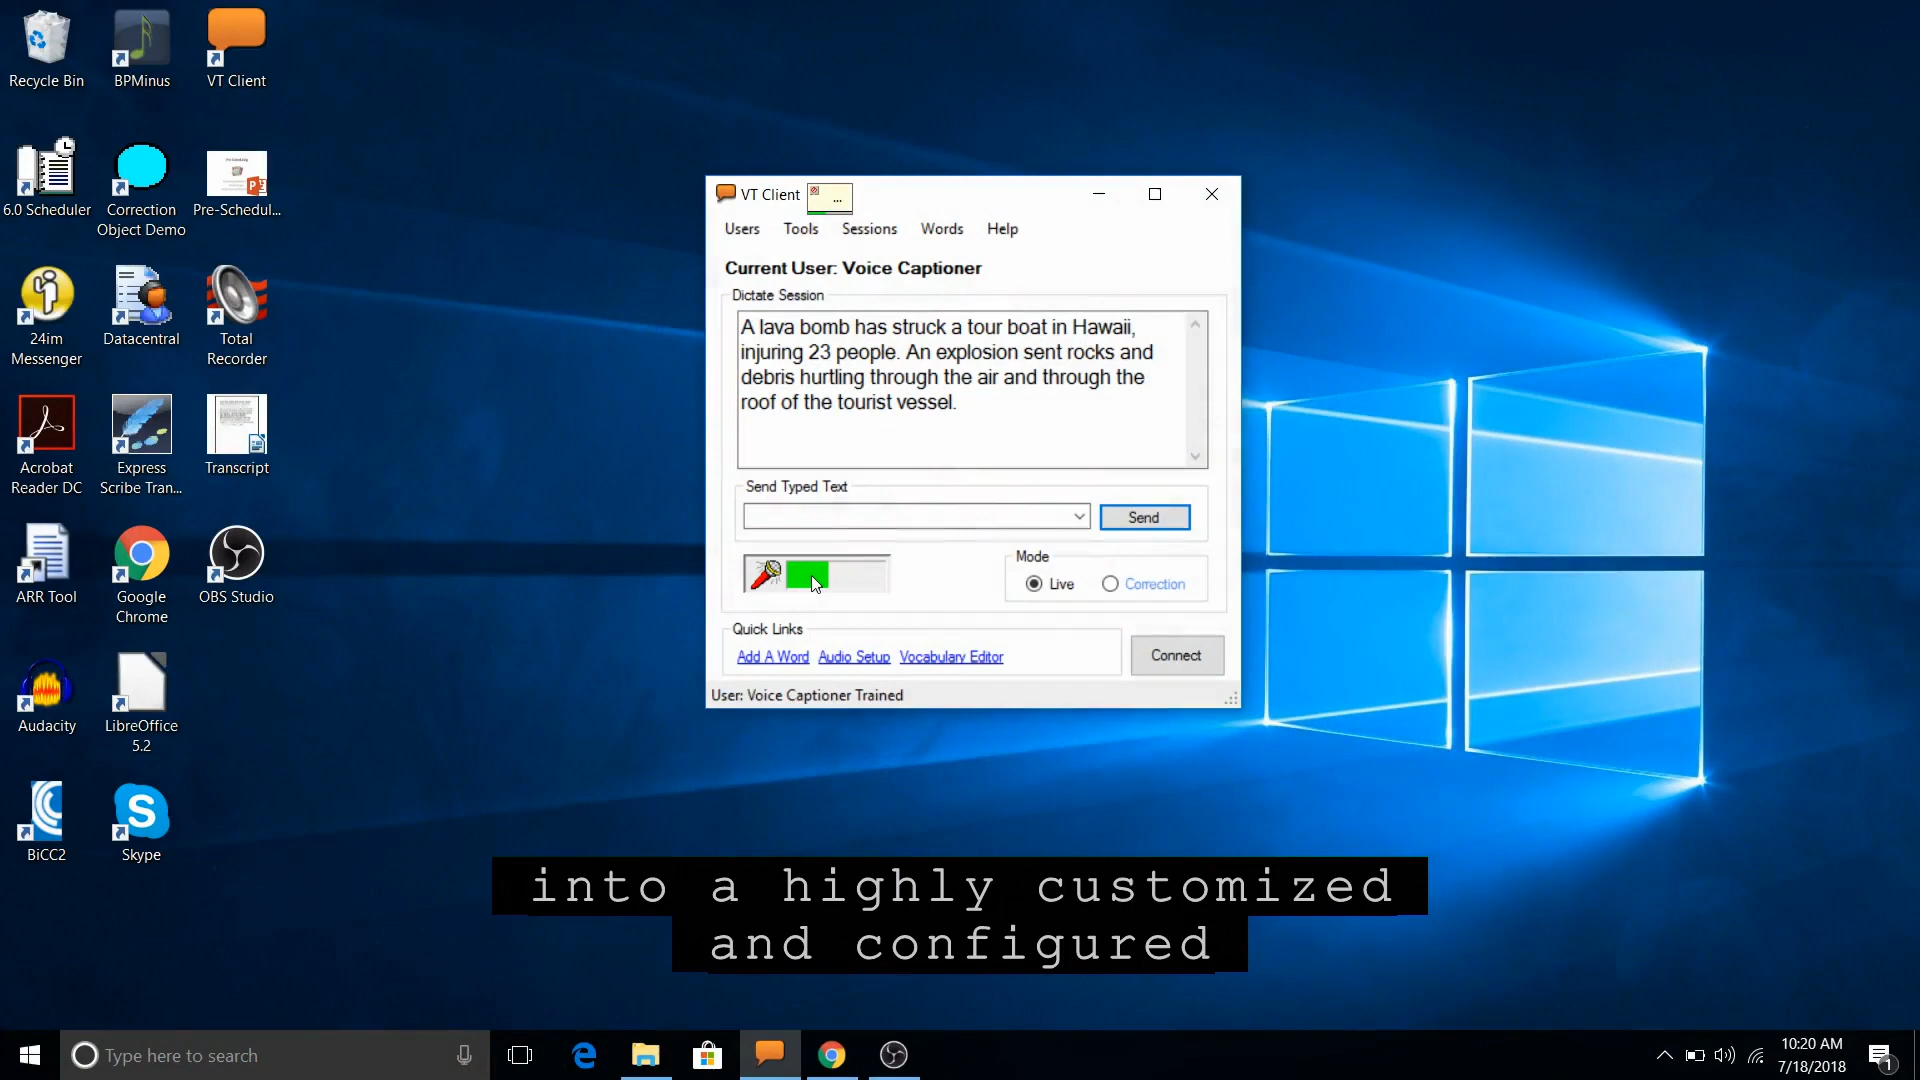 Recycle Bin
BPMinus
VT Client
6.0 Scheduler
Correction
Object Demo
Pre-Schedul...
24im
Messenger
Datacentral
Total
Recorder
Acrobat
Reader DC
Express
Scribe Tran...
Transcript
ARR Tool
Google
Chrome
OBS Studio
Audacity
LibreOffice
5.2
BiCC2
Skype
VT Client
...
Users Tools Sessions Words Help
Current User: Voice Captioner
Dictate Session
A lava bomb has struck a tour boat in Hawaii,
injuring 23 people. An explosion sent rocks and
debris hurtling through the air and through the
roof of the tourist vessel.
Send Typed Text
Send
Mode
Live Correction
Quick Links
Add A Word Audio Setup Vocabulary Editor
Connect
User: Voice Captioner Trained
into a highly customized
and configured
Type here to search
10:20 AM
7/18/2018
1